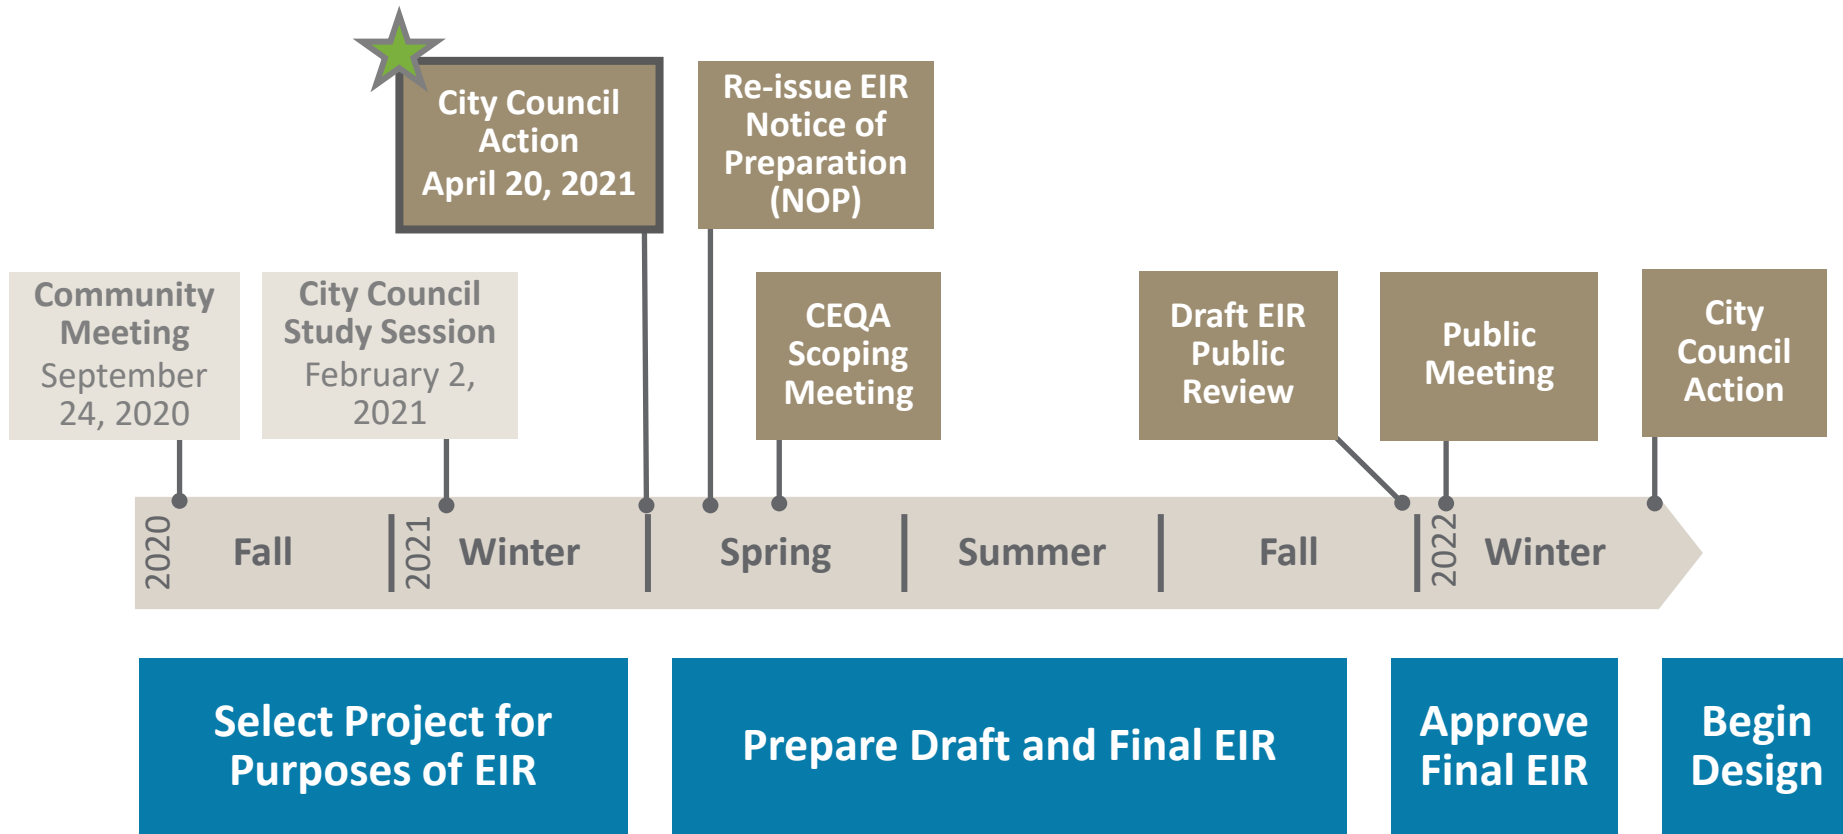 City Council
Action
April 20, 2021
Re-issue EIR
Notice of
Preparation
(NOP)
Community
Meeting
September
24, 2020
City Council
Study Session
February 2,
2021
CEQA
Scoping
Meeting
Draft EIR
Public
Review
Public
Meeting
City
Council
Action
2020
Fall
2021
Winter
Spring
Summer
Fall
2022
Winter
Select Project for
Purposes of EIR
Prepare Draft and Final EIR
Approve
Final EIR
Begin
Design